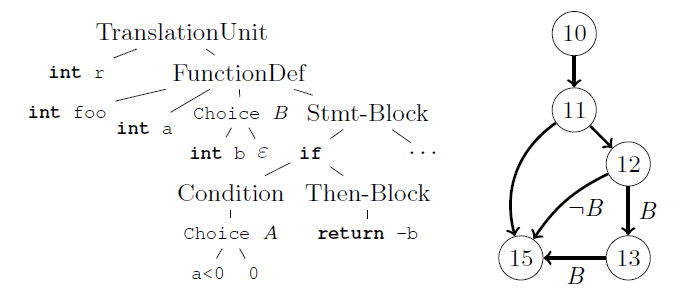 TranslationUnit
int r
FunctionDef
int foo
int a
Choice B
Stmt-Block
int b ε
if
...
Condition
Then-Block
Choice A
return -b
a<0 0
10
11
12
¬B
B
15
13
B